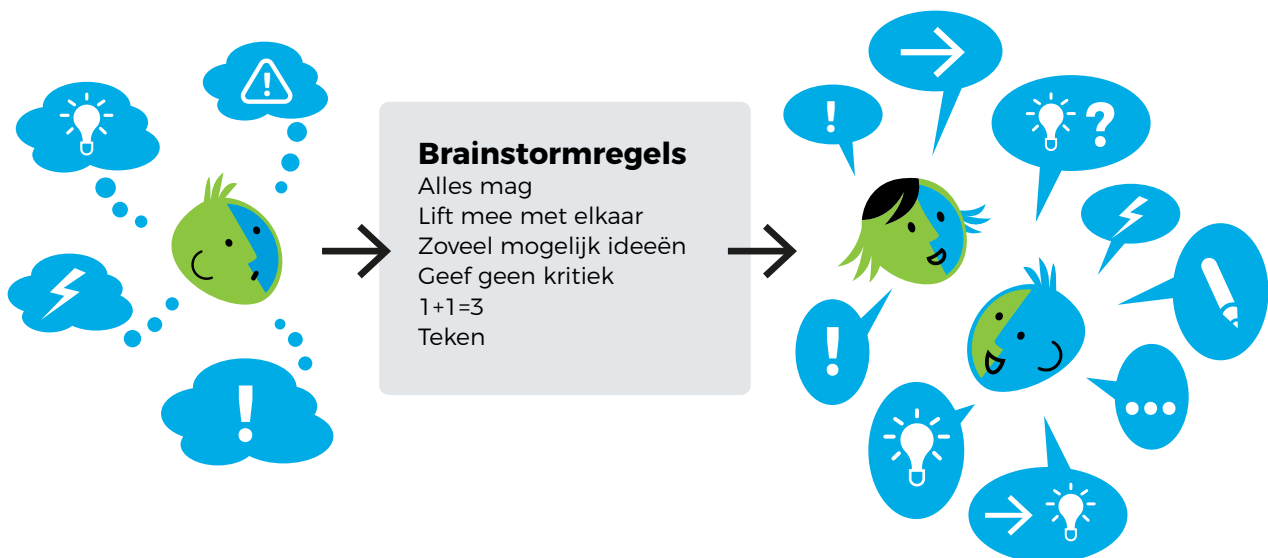 Brainstormregels
Alles mag
Lift mee met elkaar
Zoveel mogelijk ideeën
Geef geen kritiek
1+1=3
Teken